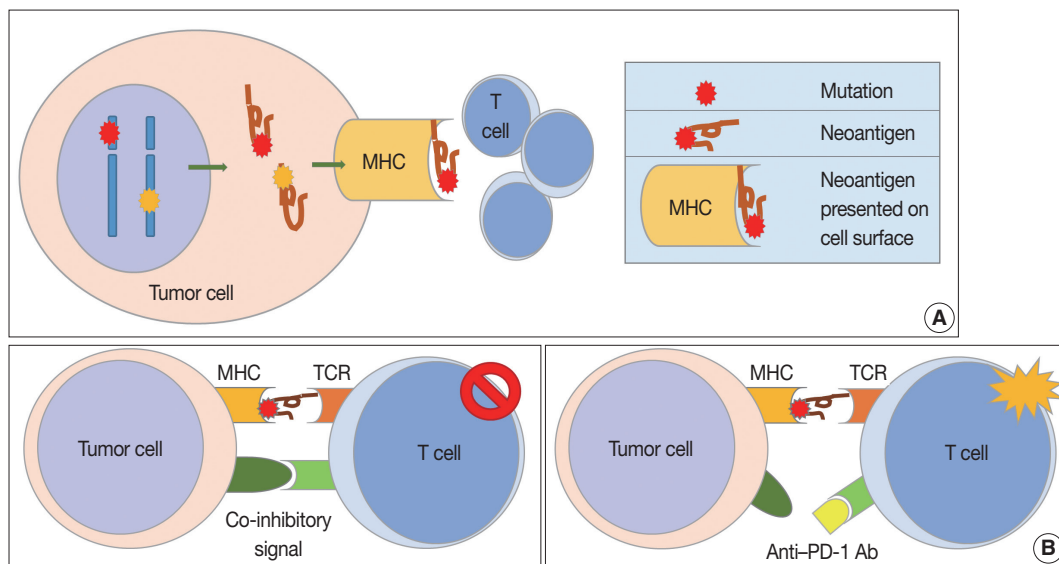 T
cell
MHC
Tumor cell
Mutation
Neoantigen
MHC
Neoantigen
presented on
cell surface
A
MHC
TCR
Tumor cell
T cell
Co-inhibitory
signal
MHC
TCR
Tumor cell
T cell
Anti–PD-1 Ab
B